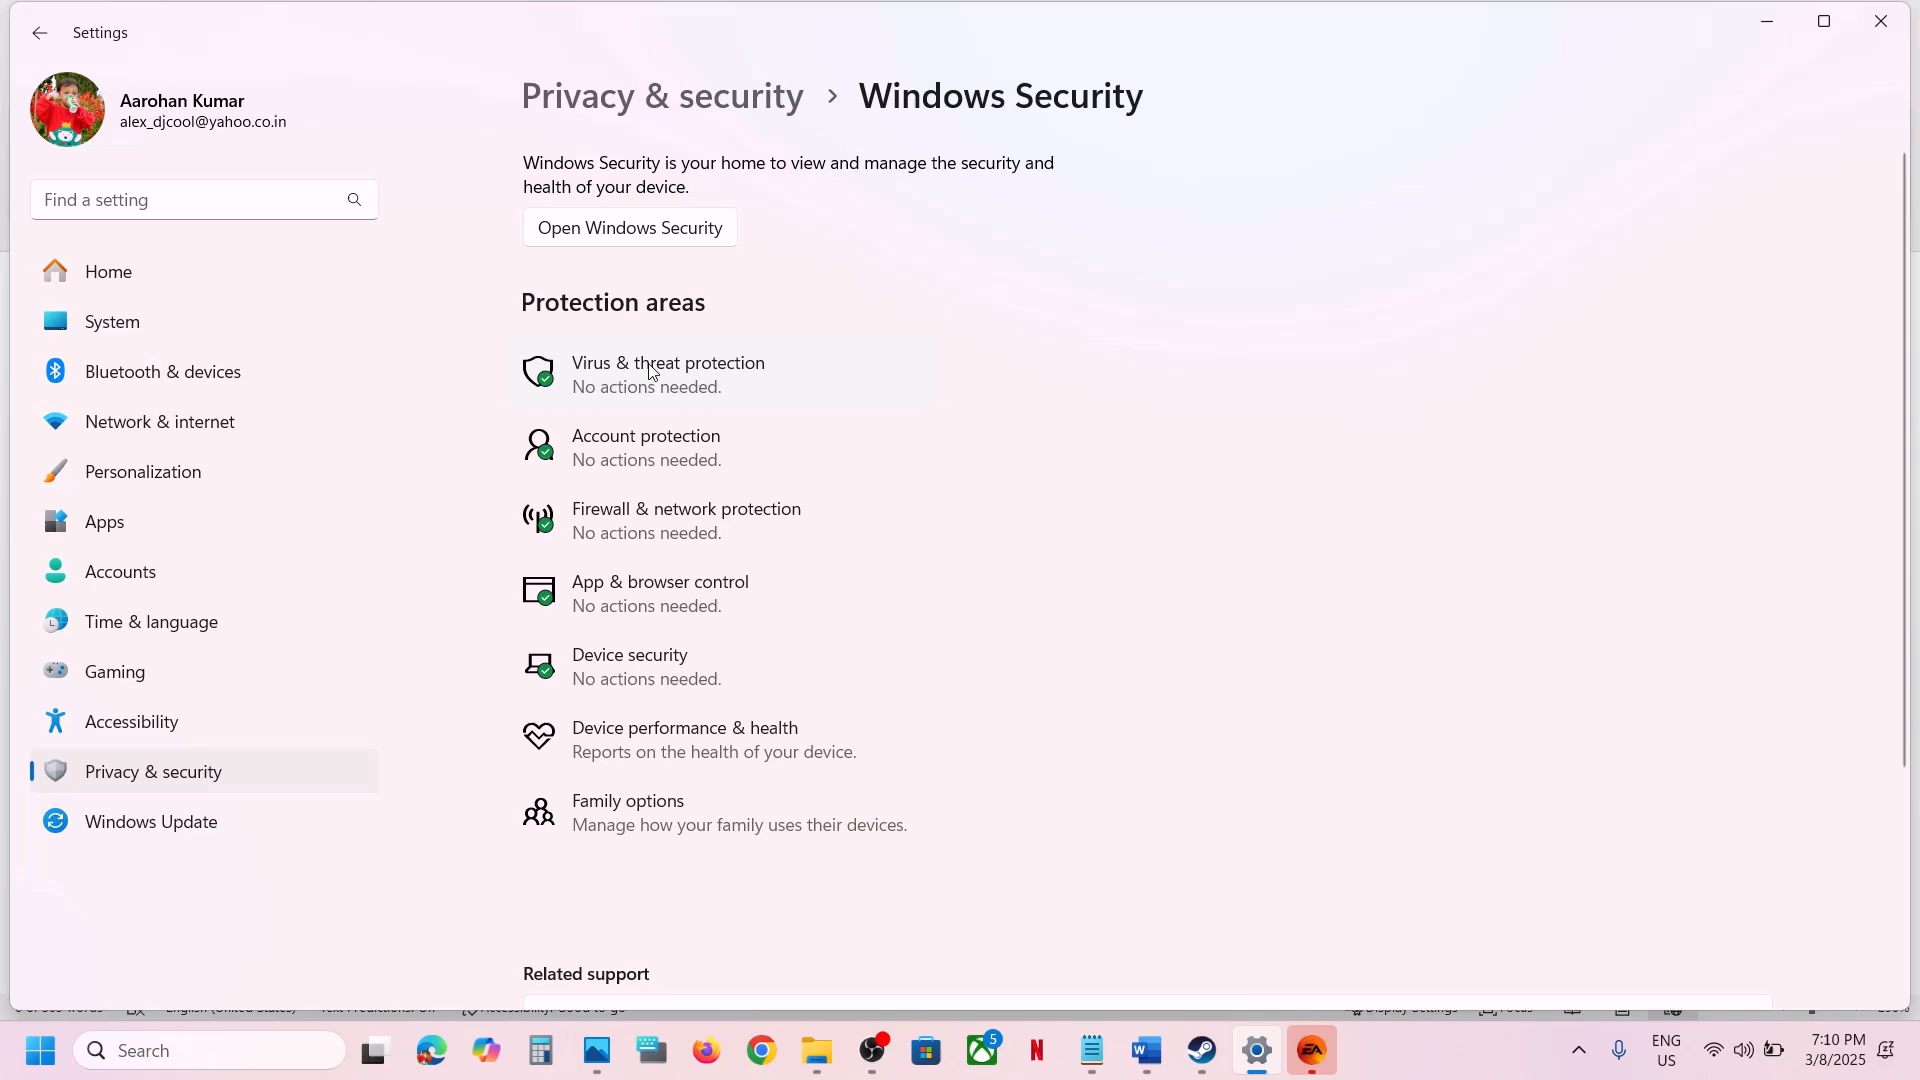 Settings
Aarohan Kumar
alex_djcool@yahoo.co.in
Find a setting
Home
System
Bluetooth & devices
Network & internet
Personalization
Apps
Accounts
Time & language
Gaming
Accessibility
Privacy & security
Windows Update
Privacy & security > Windows Security
Windows Security is your home to view and manage the security and
health of your device.
Open Windows Security
Protection areas
Virus & threat protection
No actions needed.
Account protection
No actions needed.
Firewall & network protection
No actions needed.
App & browser control
No actions needed.
Device security
No actions needed.
Device performance & health
Reports on the health of your device.
Family options
Manage how your family uses their devices.
Related support
Search
5
N
W
EA
ENG
US
7:10 PM
3/8/2025